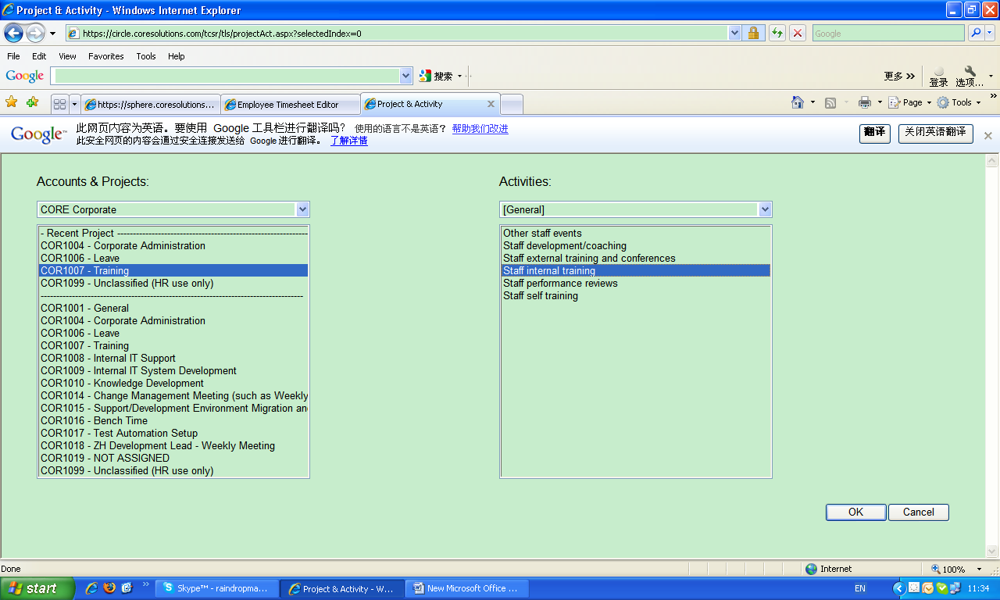 Project & Activity - Windows Internet Explorer
https://circle.coresolutions.com/tcsr/tls/projectAct.aspx?selectedIndex=0
Google
File Edit View Favorites Tools Help
Google 搜索 更多 » 登录 选项...
https://sphere.coresolutions... Employee Timesheet Editor Project & Activity Page Tools »
Google™ 此网页内容为英语。要使用 Google 工具栏进行翻译吗? 使用的语言不是英语? 帮助我们改进 翻译 关闭英语翻译
此安全网页的内容会通过安全连接发送给 Google 进行翻译。 了解详情
Accounts & Projects:
CORE Corporate
- Recent Project ------------------------------------------------------------
COR1004 - Corporate Administration
COR1006 - Leave
COR1007 - Training
COR1099 - Unclassified (HR use only)
------------------------------------------------------------------------------------
COR1001 - General
COR1004 - Corporate Administration
COR1006 - Leave
COR1007 - Training
COR1008 - Internal IT Support
COR1009 - Internal IT System Development
COR1010 - Knowledge Development
COR1014 - Change Management Meeting (such as Weekly
COR1015 - Support/Development Environment Migration an
COR1016 - Bench Time
COR1017 - Test Automation Setup
COR1018 - ZH Development Lead - Weekly Meeting
COR1019 - NOT ASSIGNED
COR1099 - Unclassified (HR use only)
Activities:
[General]
Other staff events
Staff development/coaching
Staff external training and conferences
Staff internal training
Staff performance reviews
Staff self training
OK Cancel
Done Internet 100%
start » Skype™ - raindropma... Project & Activity - W... New Microsoft Office ... EN 11:34